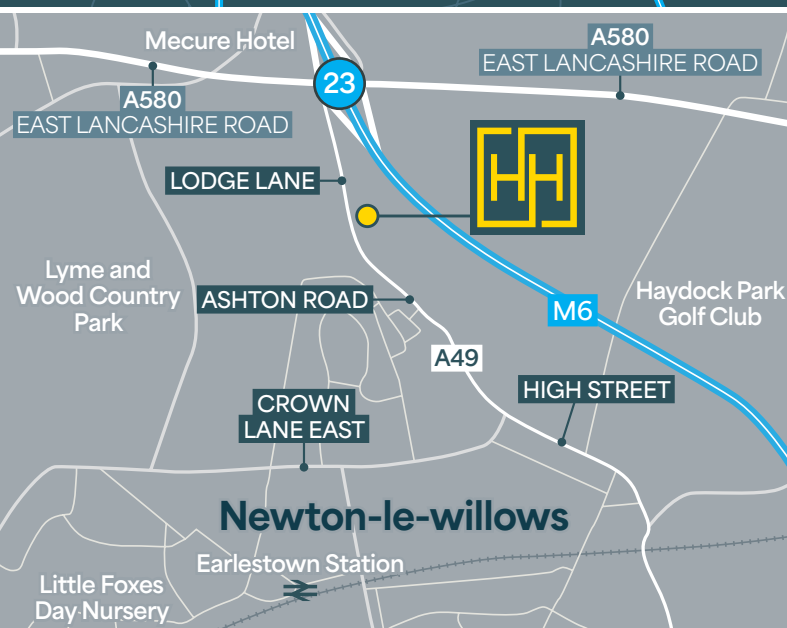 Mecure Hotel
A580
EAST LANCASHIRE ROAD
23
A580
EAST LANCASHIRE ROAD
LODGE LANE
HH
Lyme and
Wood Country
Park
ASHTON ROAD
M6
Haydock Park
Golf Club
A49
HIGH STREET
CROWN
LANE EAST
Newton-le-willows
Earlestown Station
Little Foxes
Day Nursery